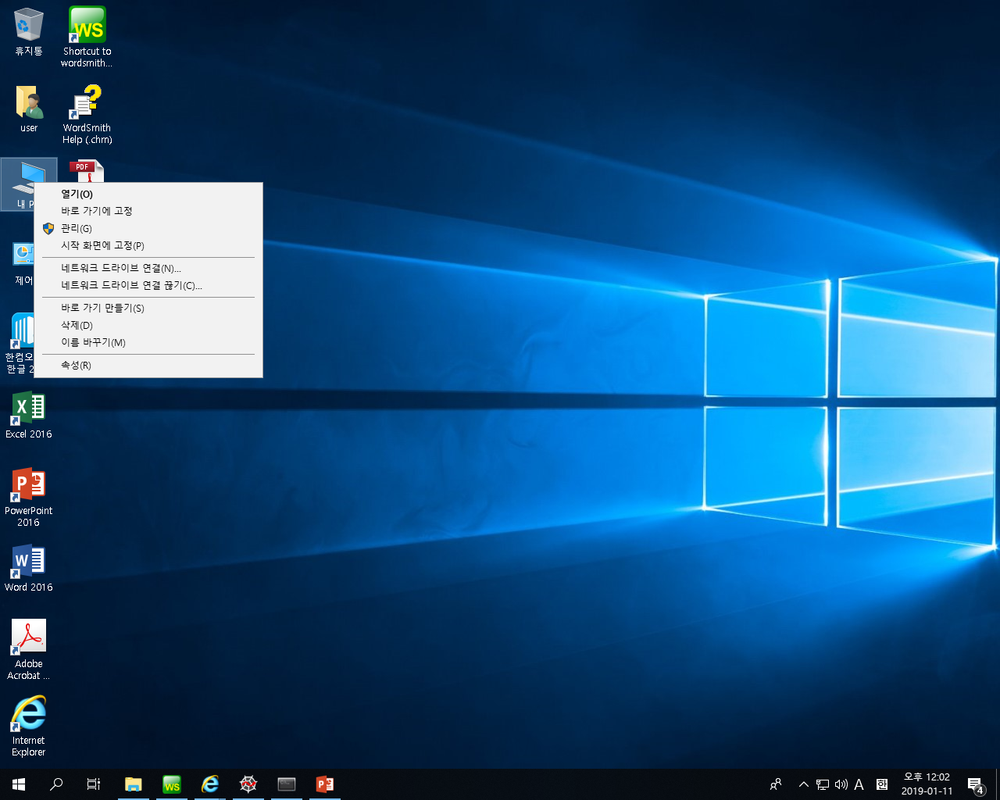 휴지통
WS
Shortcut to
wordsmith...
user
WordSmith
Help (.chm)
내 P
PDF
열기(O)
바로 가기에 고정
관리(G)
시작 화면에 고정(P)
네트워크 드라이브 연결(N)...
네트워크 드라이브 연결 끊기(C)...
바로 가기 만들기(S)
삭제(D)
이름 바꾸기(M)
속성(R)
제어
한컴오
한글 2
Excel 2016
PowerPoint
2016
Word 2016
Adobe
Acrobat ...
Internet
Explorer
WS
A
한
오후 12:02
2019-01-11
4